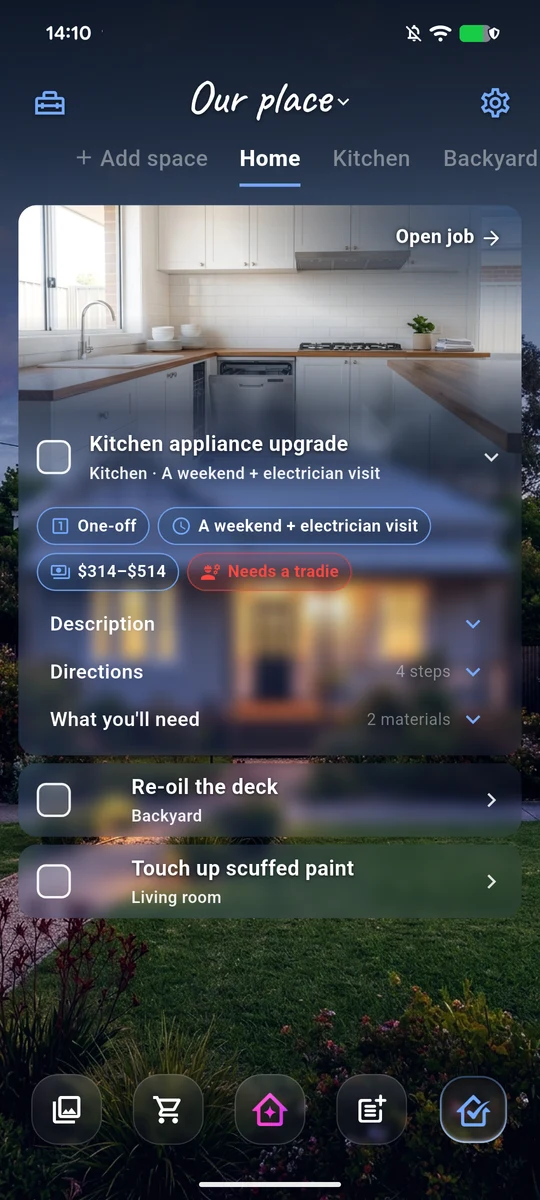 14:10
Our place
+ Add space Home Kitchen Backyard
Open job →
Kitchen appliance upgrade
Kitchen · A weekend + electrician visit
1 One-off
A weekend + electrician visit
$314–$514
Needs a tradie
Description
Directions 4 steps
What you'll need 2 materials
Re-oil the deck
Backyard
Touch up scuffed paint
Living room